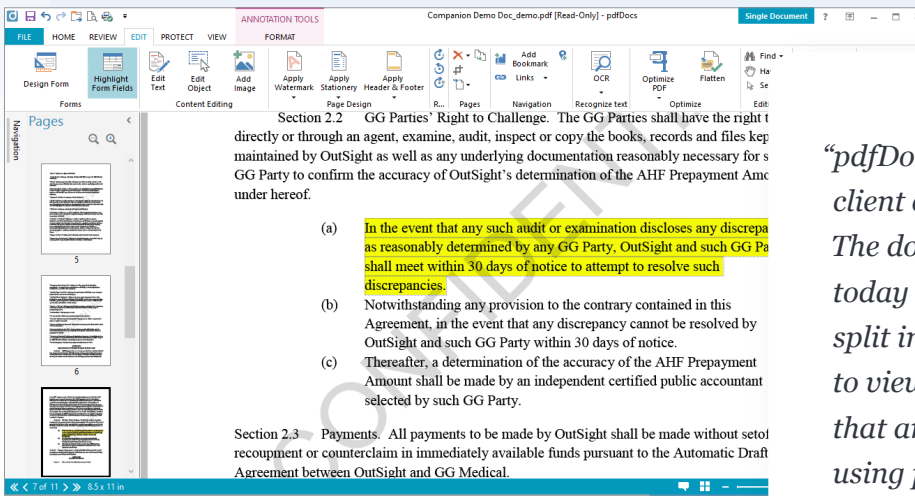 ANNOTATION TOOLS
Companion Demo Doc_demo.pdf [Read-Only] - pdfDocs
Single Document
?
FILE HOME REVIEW EDIT PROTECT VIEW FORMAT
Design Form
Highlight Form Fields
Edit Text
Edit Object
Add Image
Apply Watermark
Apply Stationery
Apply Header & Footer
Add Bookmark
Links
OCR
Optimize PDF
Flatten
Find
Ha
Se
Forms
Content Editing
Page Design
R...
Pages
Navigation
Recognize text
Optimize
Editi
Navigation
Pages
5
6
Section 2.2 GG Parties' Right to Challenge. The GG Parties shall have the right t
directly or through an agent, examine, audit, inspect or copy the books, records and files kep
maintained by OutSight as well as any underlying documentation reasonably necessary for s
GG Party to confirm the accuracy of OutSight's determination of the AHF Prepayment Amo
under hereof.
(a) In the event that any such audit or examination discloses any discrepa
as reasonably determined by any GG Party, OutSight and such GG Pa
shall meet within 30 days of notice to attempt to resolve such
discrepancies.
(b) Notwithstanding any provision to the contrary contained in this
Agreement, in the event that any discrepancy cannot be resolved by
OutSight and such GG Party within 30 days of notice.
(c) Thereafter, a determination of the accuracy of the AHF Prepayment
Amount shall be made by an independent certified public accountant
selected by such GG Party.
Section 2.3 Payments. All payments to be made by OutSight shall be made without setof
recoupment or counterclaim in immediately available funds pursuant to the Automatic Draft
Agreement between OutSight and GG Medical.
CONFIDENT
7 of 11
8.5 x 11 in
“pdfDo
client
The do
today
split in
to view
that ar
using p